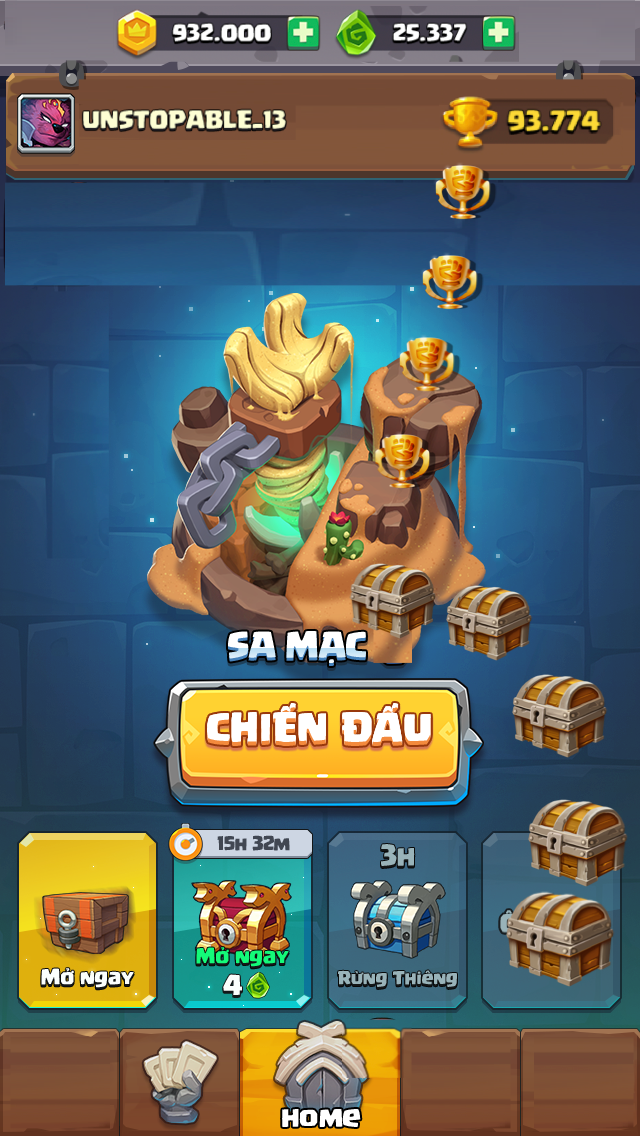 932.000
25.337
UNSTOPABLE_13
93.774
SA MẠC
CHIẾN ĐẤU
15H 32M
3H
Mở ngay
Mở ngay
4
Rừng Thiêng
HOME